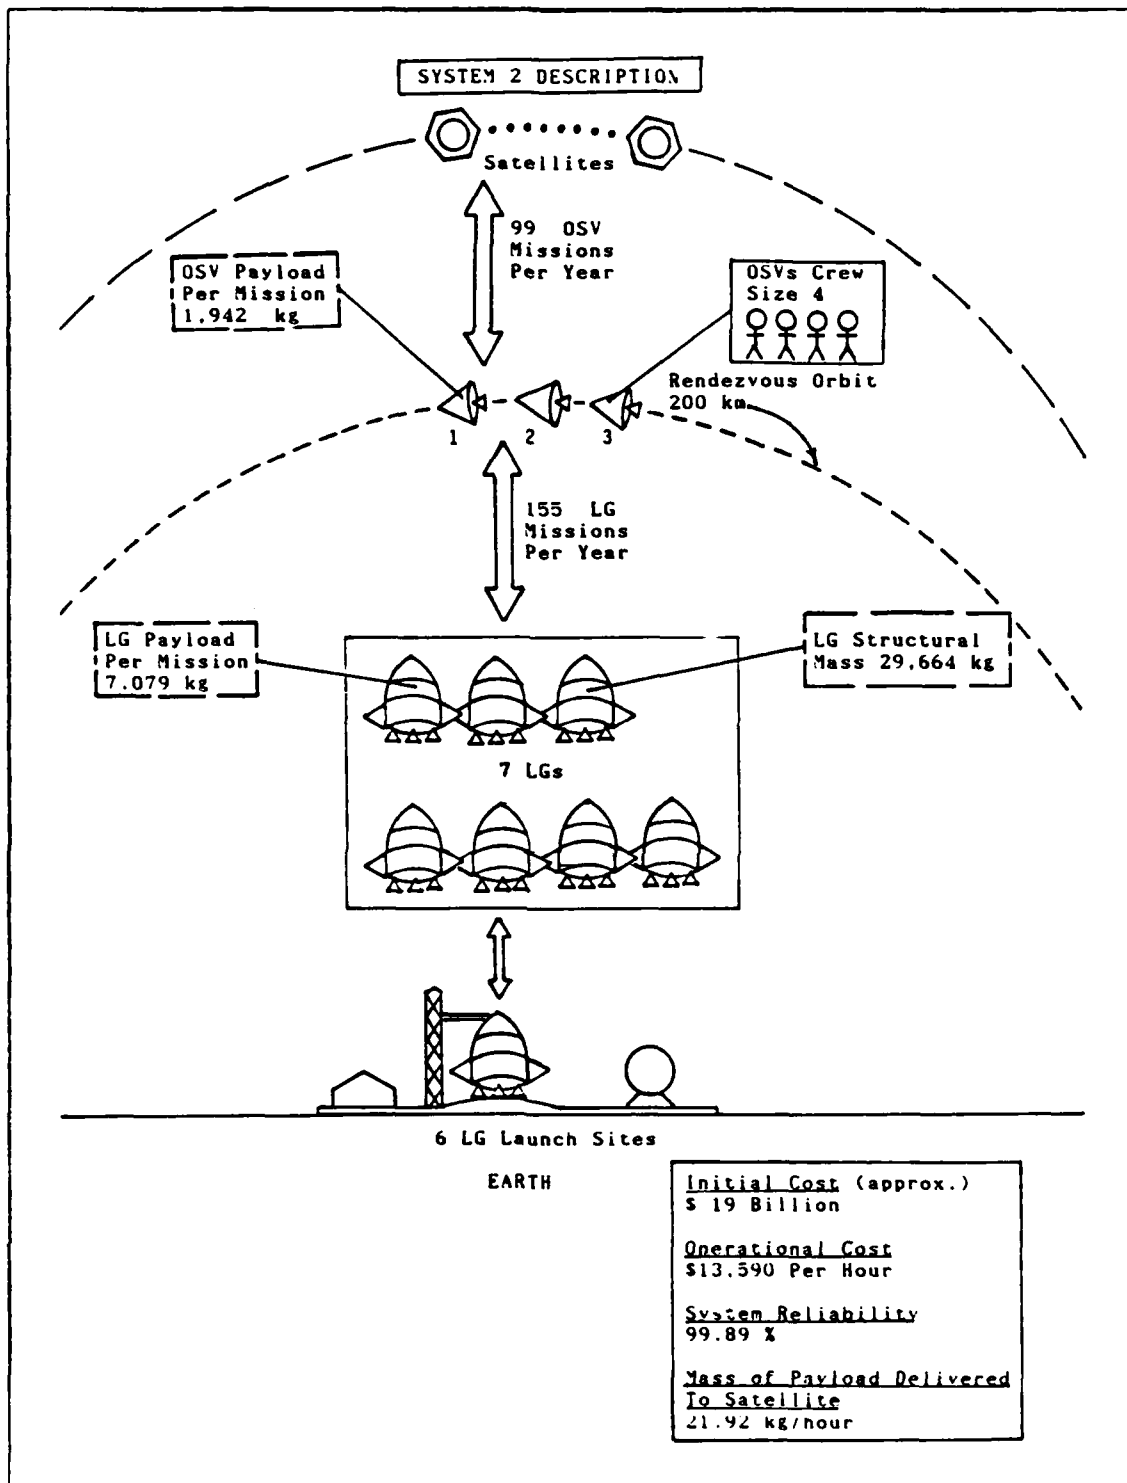 SYSTEM 2 DESCRIPTION
Satellites
99 OSV
Missions
Per Year
OSV Payload
Per Mission
1,942 kg
OSVs Crew
Size 4
Rendezvous Orbit
200 km
1 2 3
155 LG
Missions
Per Year
LG Payload
Per Mission
7,079 kg
LG Structural
Mass 29,664 kg
7 LGs
6 LG Launch Sites
EARTH
Initial Cost (approx.)
$ 19 Billion
Operational Cost
$13,590 Per Hour
System Reliability
99.89 %
Mass of Payload Delivered
To Satellite
21.92 kg/hour